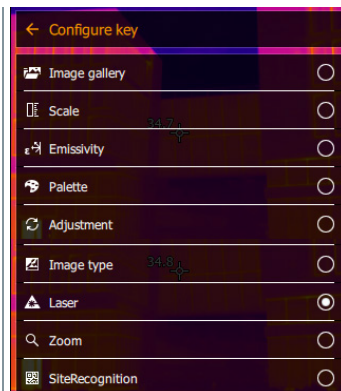 Configure key
Image gallery
Scale
34.7
Emissivity
Palette
Adjustment
Image type
34.8
Laser
Zoom
SiteRecognition